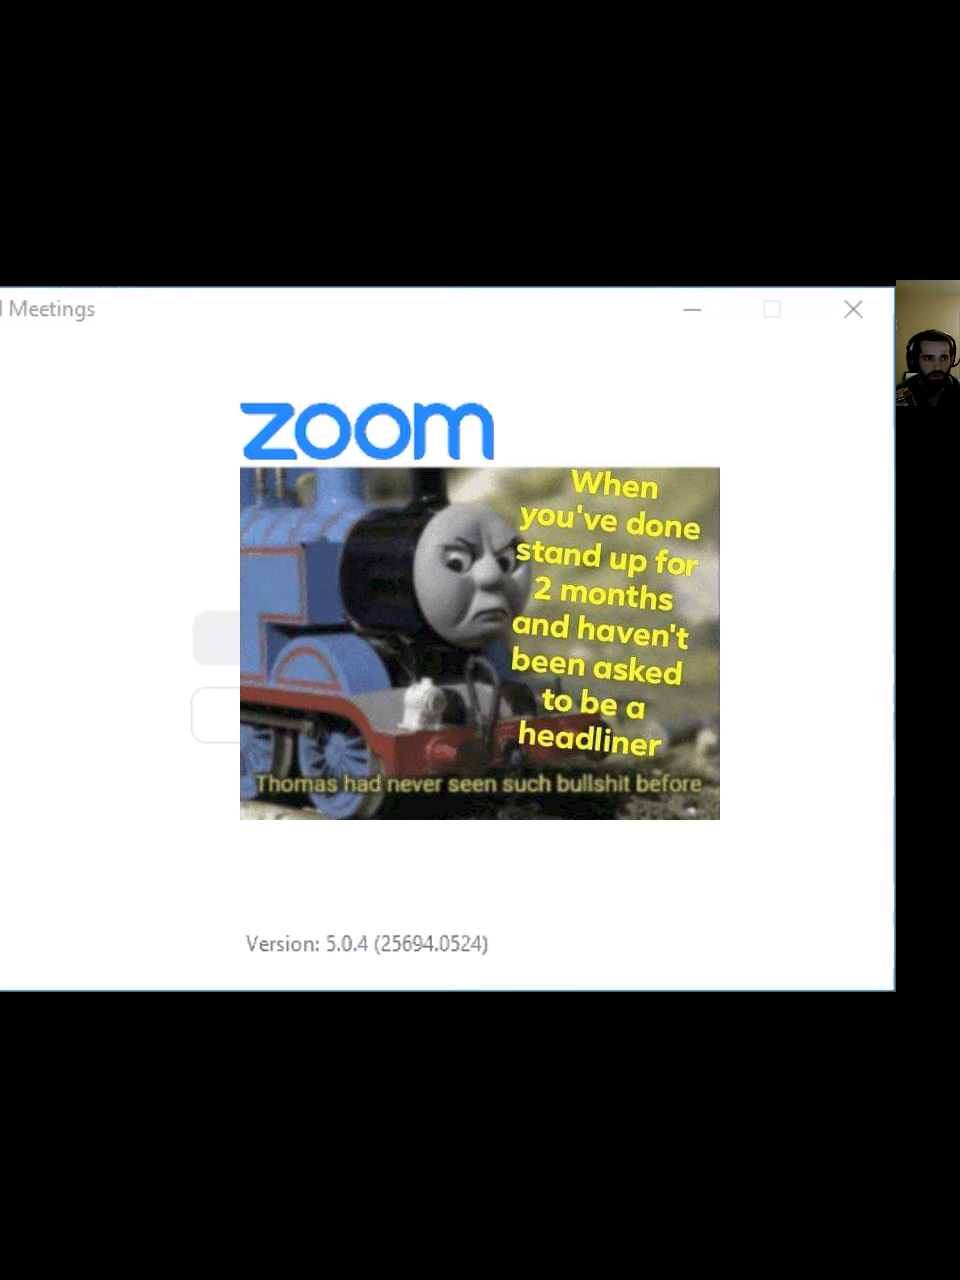 Meetings
zoom
When
you've done
stand up for
2 months
and haven't
been asked
to be a
headliner
Thomas had never seen such bullshit before
Version: 5.0.4 (25694.0524)